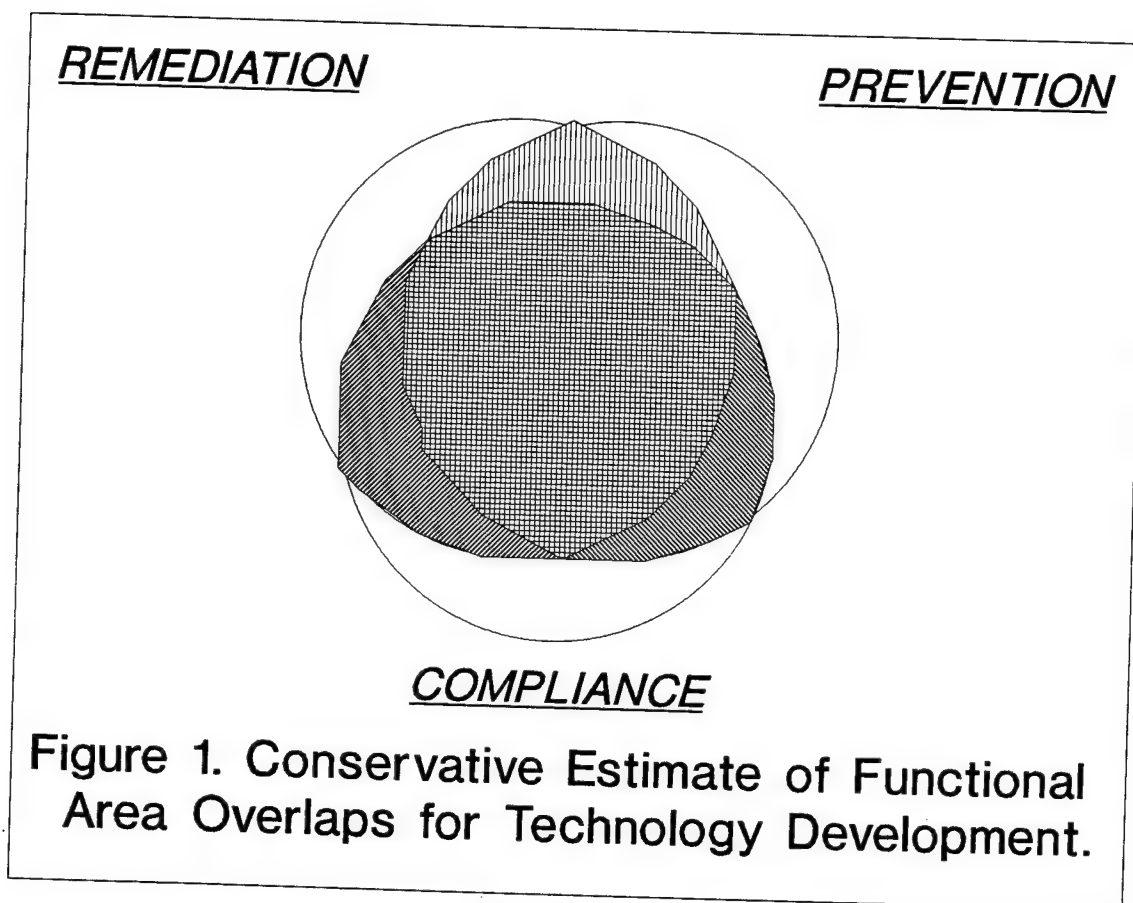 REMEDIATION
PREVENTION
COMPLIANCE
Figure 1. Conservative Estimate of Functional
Area Overlaps for Technology Development.